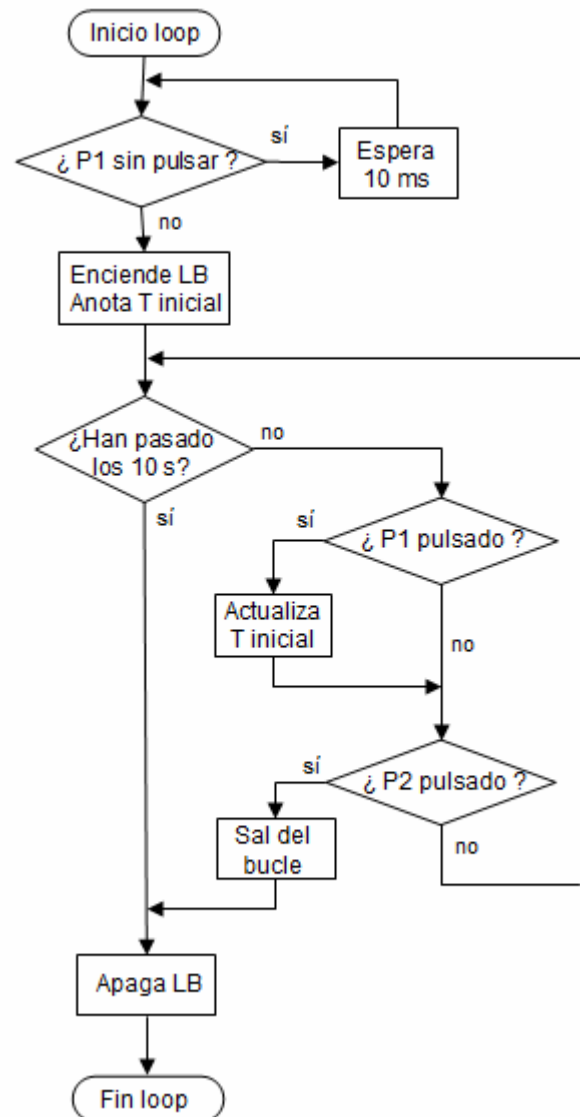 Inicio loop
¿ P1 sin pulsar ?
sí
Espera
10 ms
no
Enciende LB
Anota T inicial
¿Han pasado
los 10 s?
no
sí
¿ P1 pulsado ?
sí
Actualiza
T inicial
no
¿ P2 pulsado ?
sí
Sal del
bucle
no
Apaga LB
Fin loop